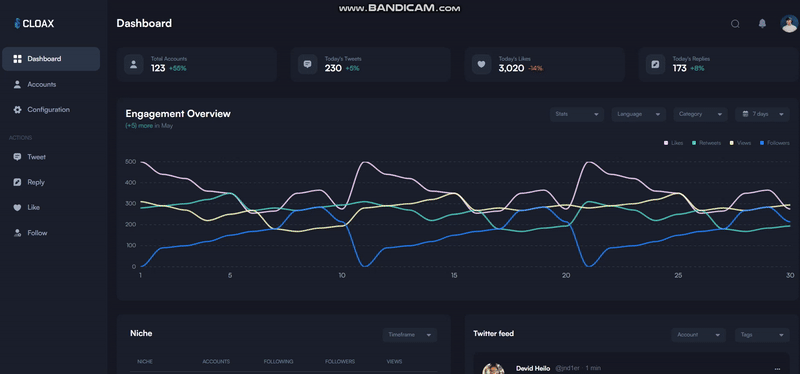 www.BANDICAM.com
CLOAX
Dashboard
Dashboard
Accounts
Configuration
ACTIONS
Tweet
Reply
Like
Follow
Total Accounts
123 +55%
Today's Tweets
230 +5%
Today's Likes
3,020 -14%
Today's Replies
173 +8%
Engagement Overview
(+5) more in May
Stats
Language
Category
7 days
Likes
Retweets
Views
Followers
500
400
300
200
100
0
1 5 10 15 20 25 30
Niche
Timeframe
NICHE ACCOUNTS FOLLOWING FOLLOWERS VIEWS
Twitter feed
Account
Tags
Devid Heilo @jnd1er · 1 min
...